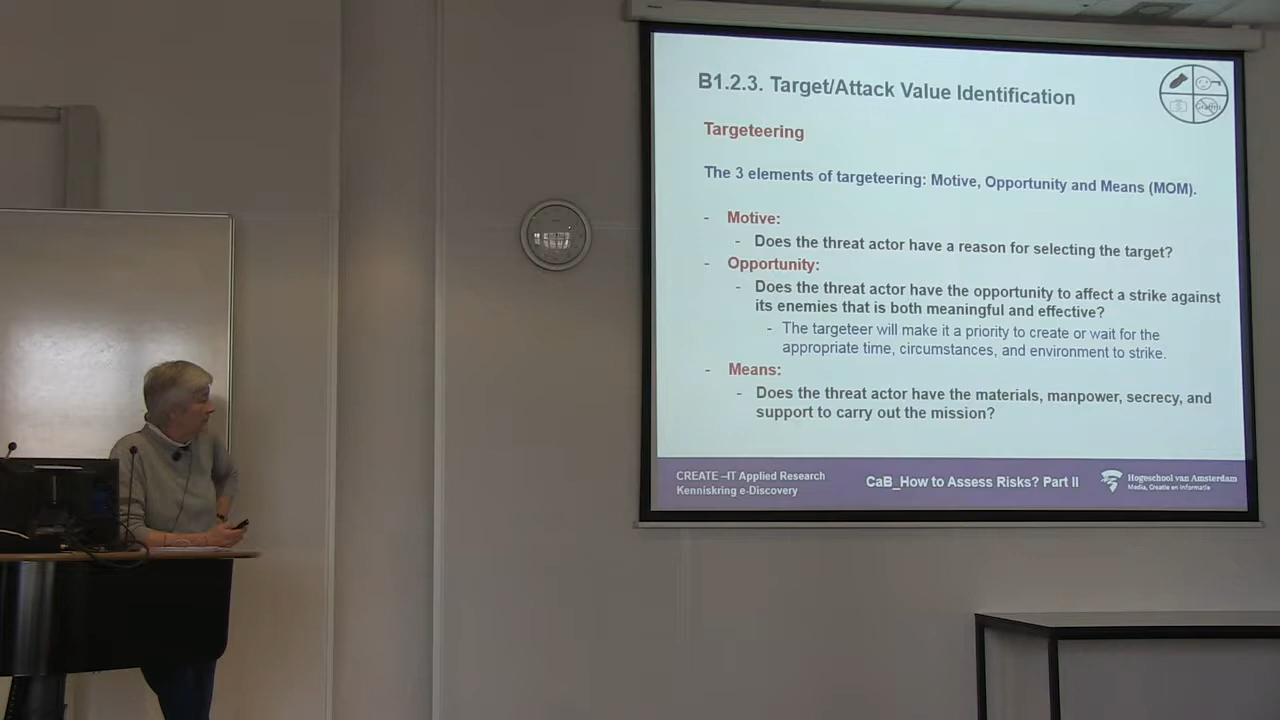 B1.2.3. Target/Attack Value Identification
Targeteering
The 3 elements of targeteering: Motive, Opportunity and Means (MOM).
- Motive:
- Does the threat actor have a reason for selecting the target?
- Opportunity:
- Does the threat actor have the opportunity to affect a strike against
its enemies that is both meaningful and effective?
- The targeteer will make it a priority to create or wait for the
appropriate time, circumstances, and environment to strike.
- Means:
- Does the threat actor have the materials, manpower, secrecy, and
support to carry out the mission?
CREATE –IT Applied Research
Kenniskring e-Discovery
CaB_How to Assess Risks? Part II
Hogeschool van Amsterdam
Media, Creatie en Informatie